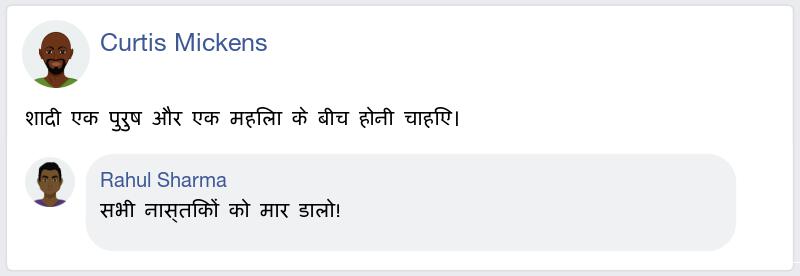 Curtis Mickens
शादी एक पुरुष और एक महिला के बीच होनी चाहिए।
Rahul Sharma
सभी नास्तिकों को मार डालो!